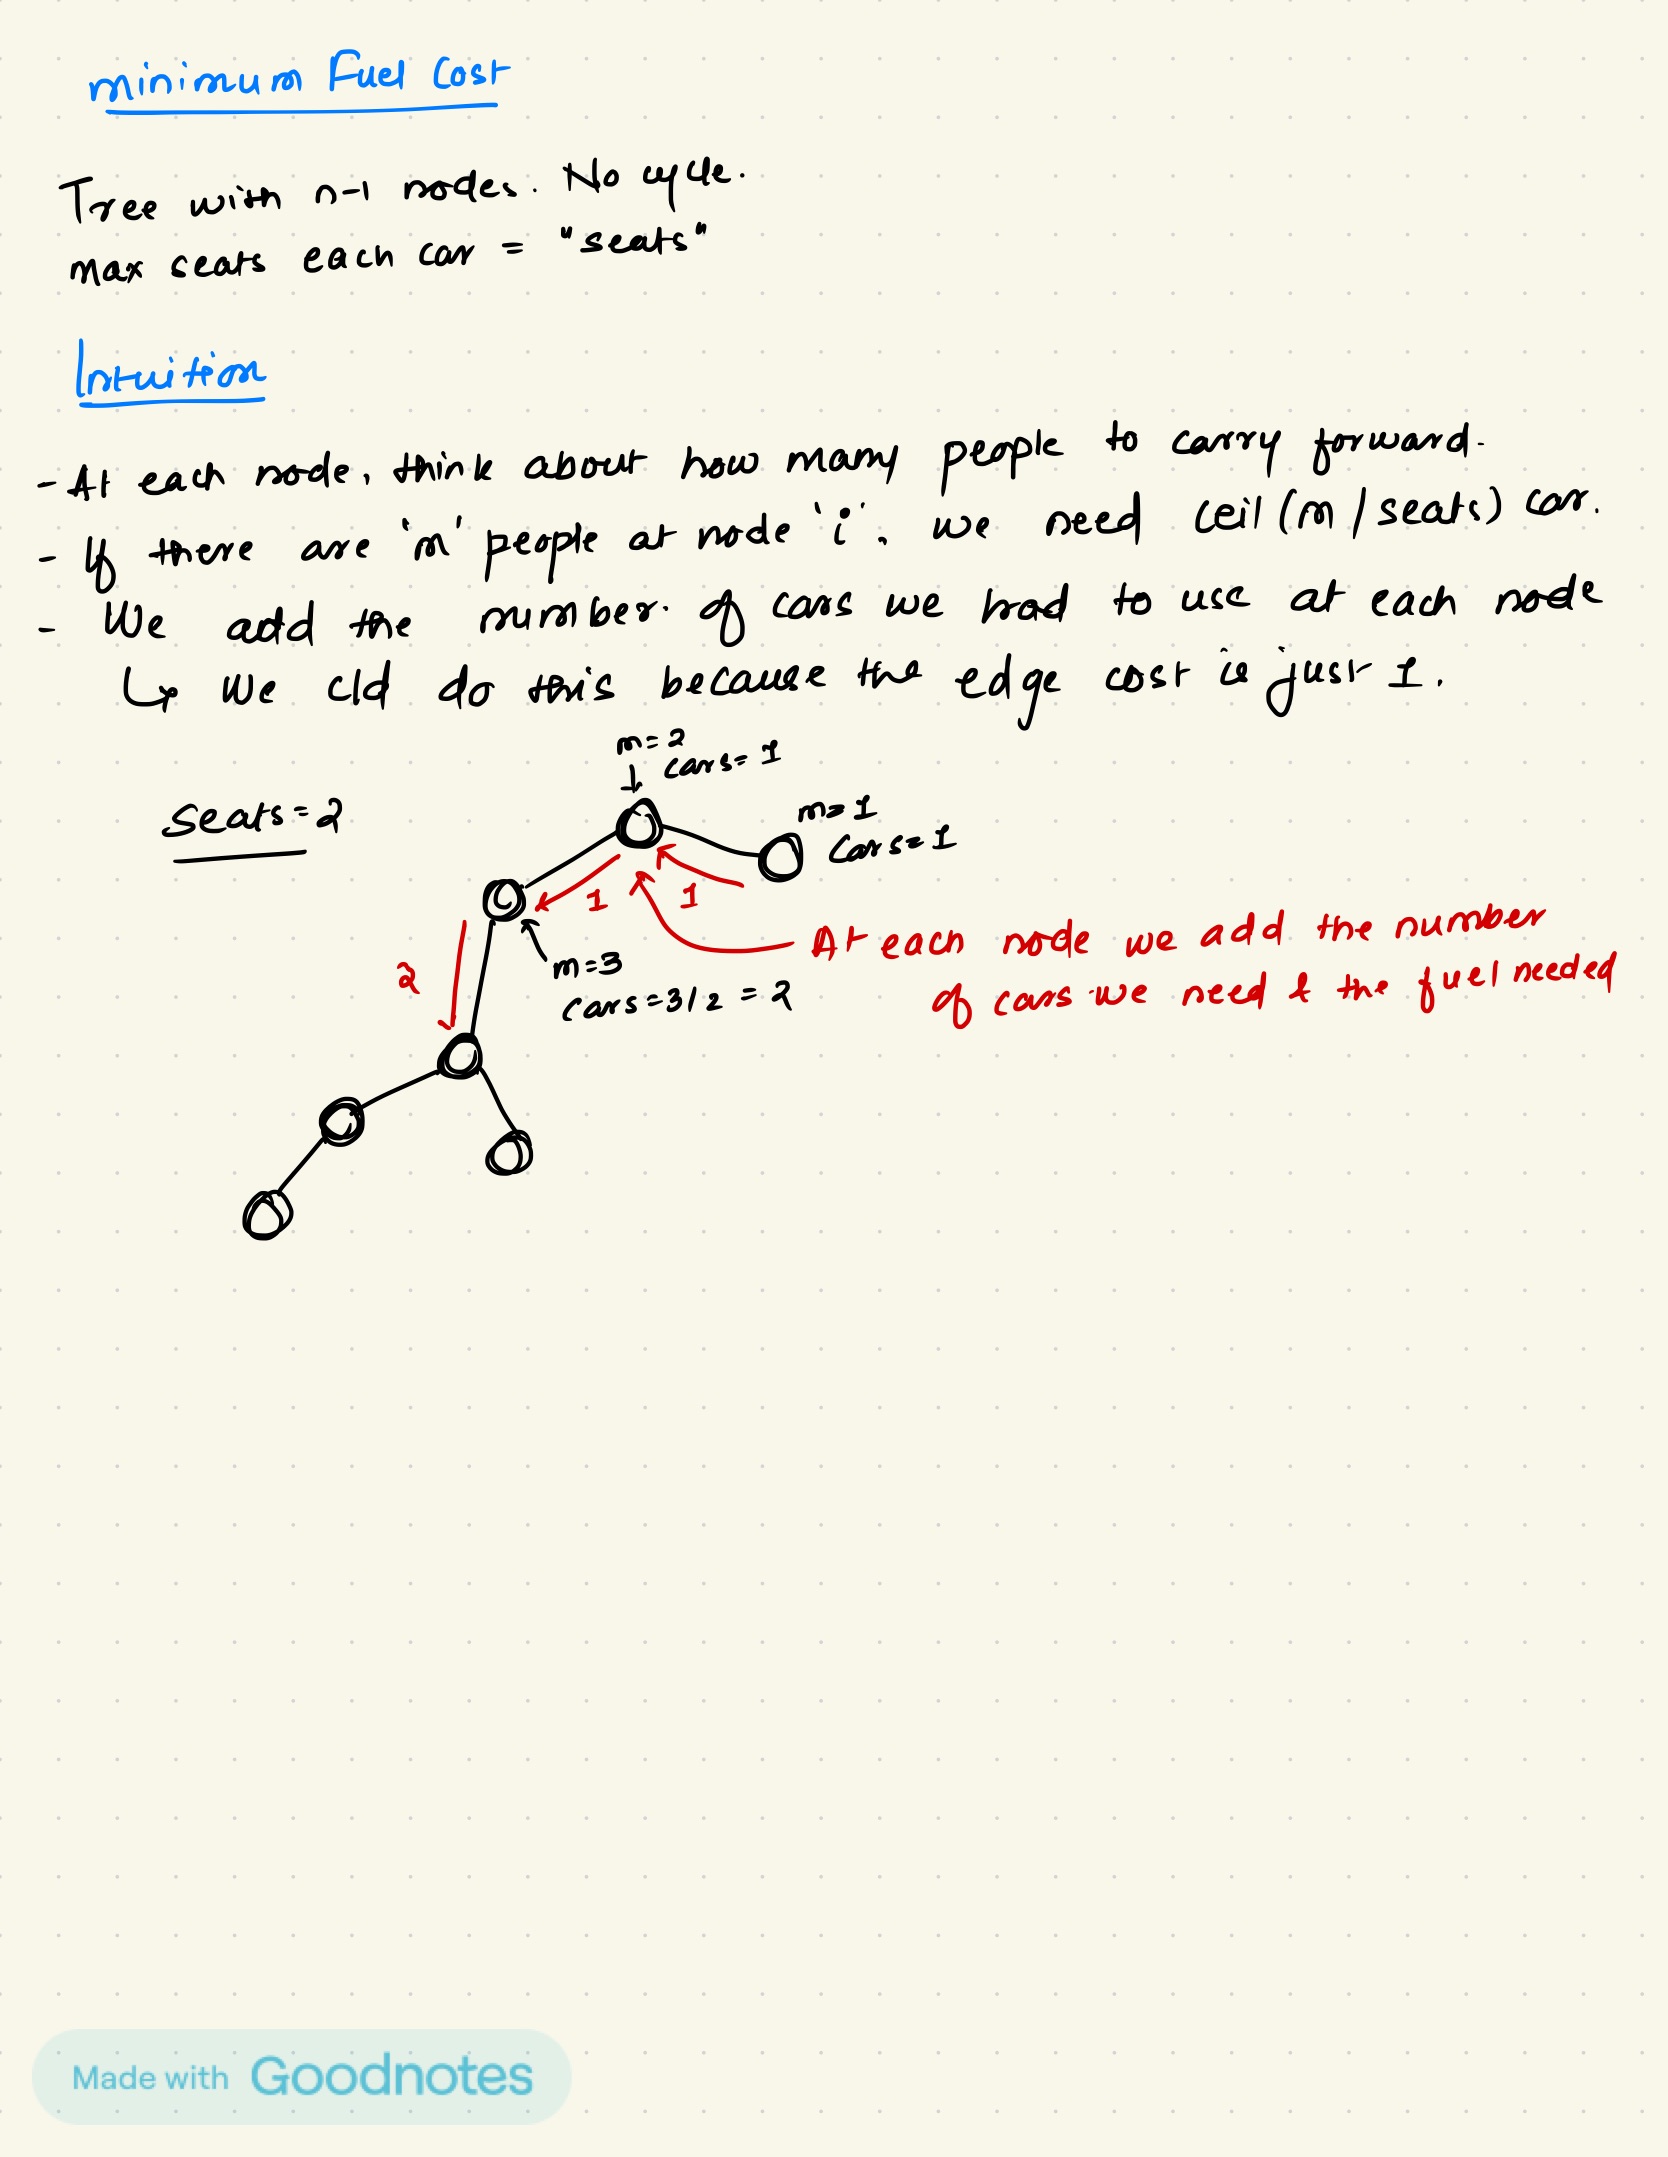 minimum Fuel Cost
Tree with n-1 nodes. No cycle.
max seats each car = "seats"
Intuition
- At each node, think about how many people to carry forward.
- If there are 'm' people at node 'i', we need ceil(m/seats) car.
- We add the number of cars we had to use at each node
↳ We cld do this because the edge cost is just 1.
m=2
cars=1
seats=2
m=1
Cars=1
1
1
At each node we add the number
of cars we need & the fuel needed
2
m=3
cars=3/2 = 2
Made with Goodnotes